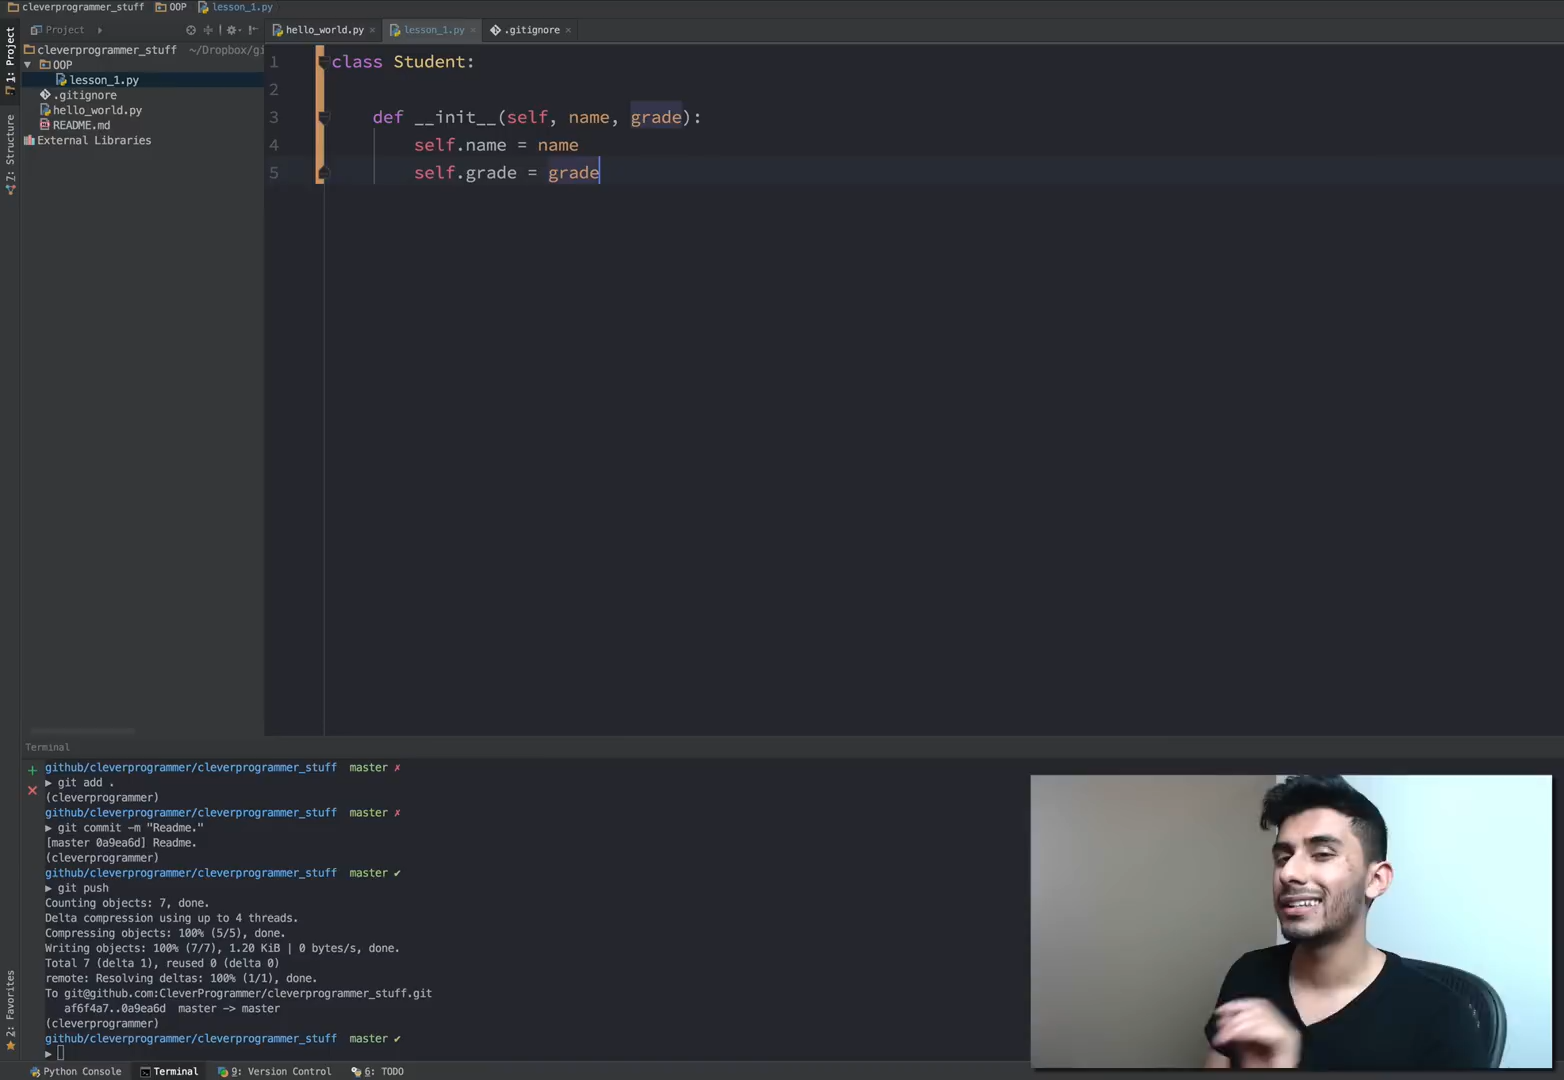 cleverprogrammer_stuff OOP lesson_1.py
Project hello_world.py × lesson_1.py × .gitignore ×
cleverprogrammer_stuff ~/Dropbox/gi
OOP
lesson_1.py
.gitignore
hello_world.py
README.md
External Libraries
1: Project
7: Structure
2: Favorites
1 class Student:
2
3 def __init__(self, name, grade):
4 self.name = name
5 self.grade = grade
Terminal
github/cleverprogrammer/cleverprogrammer_stuff master ✗
▶ git add .
(cleverprogrammer)
github/cleverprogrammer/cleverprogrammer_stuff master ✗
▶ git commit -m "Readme."
[master 0a9ea6d] Readme.
(cleverprogrammer)
github/cleverprogrammer/cleverprogrammer_stuff master ✔
▶ git push
Counting objects: 7, done.
Delta compression using up to 4 threads.
Compressing objects: 100% (5/5), done.
Writing objects: 100% (7/7), 1.20 KiB | 0 bytes/s, done.
Total 7 (delta 1), reused 0 (delta 0)
remote: Resolving deltas: 100% (1/1), done.
To git@github.com:CleverProgrammer/cleverprogrammer_stuff.git
af6f4a7..0a9ea6d master -> master
(cleverprogrammer)
github/cleverprogrammer/cleverprogrammer_stuff master ✔
▶
Python Console Terminal 9: Version Control 6: TODO